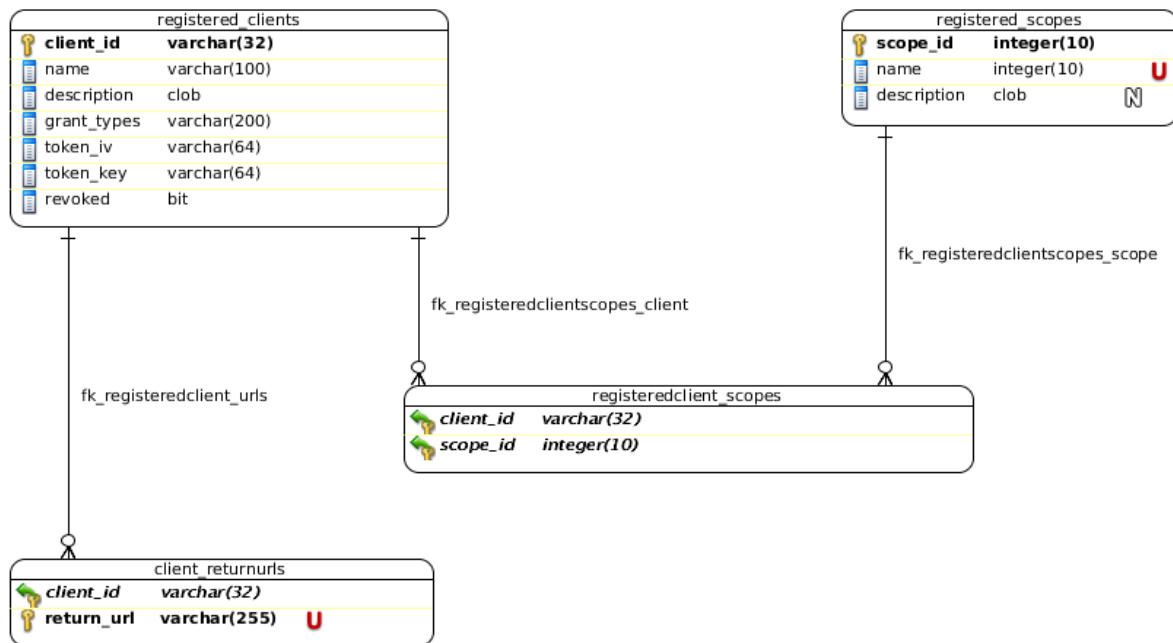 registered_clients
client_id varchar(32)
name varchar(100)
description clob
grant_types varchar(200)
token_iv varchar(64)
token_key varchar(64)
revoked bit
registered_scopes
scope_id integer(10)
name integer(10) U
description clob N
fk_registeredclientscopes_scope
fk_registeredclientscopes_client
fk_registeredclient_urls
registeredclient_scopes
client_id varchar(32)
scope_id integer(10)
client_returnurls
client_id varchar(32)
return_url varchar(255) U